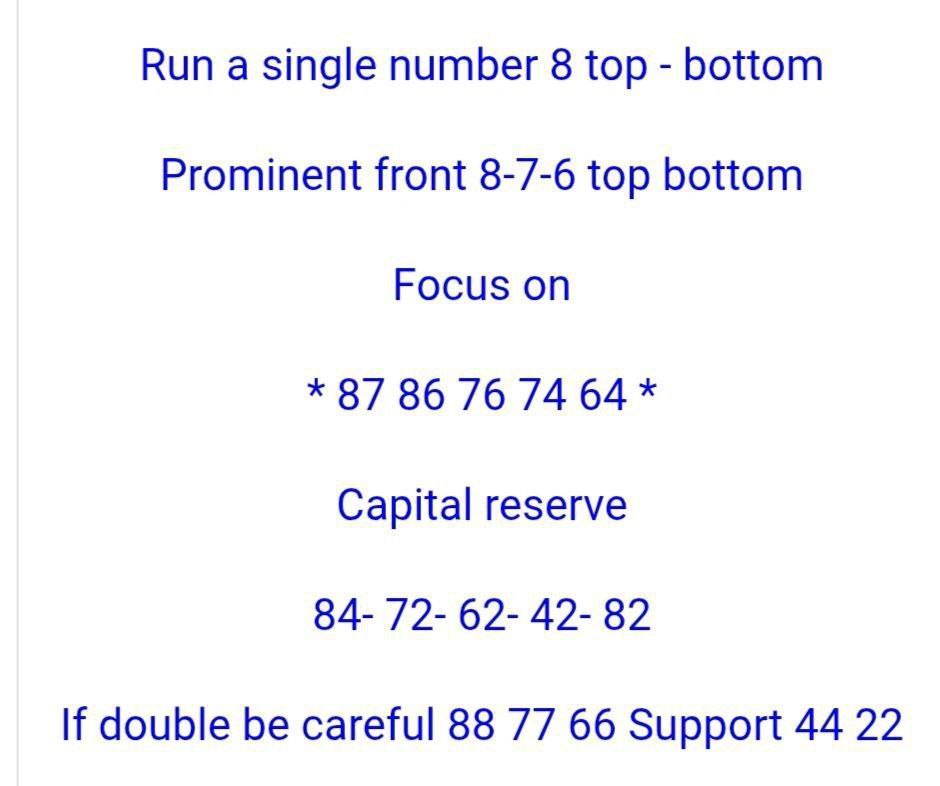 Run a single number 8 top - bottom
Prominent front 8-7-6 top bottom
Focus on
* 87 86 76 74 64 *
Capital reserve
84- 72- 62- 42- 82
If double be careful 88 77 66 Support 44 22